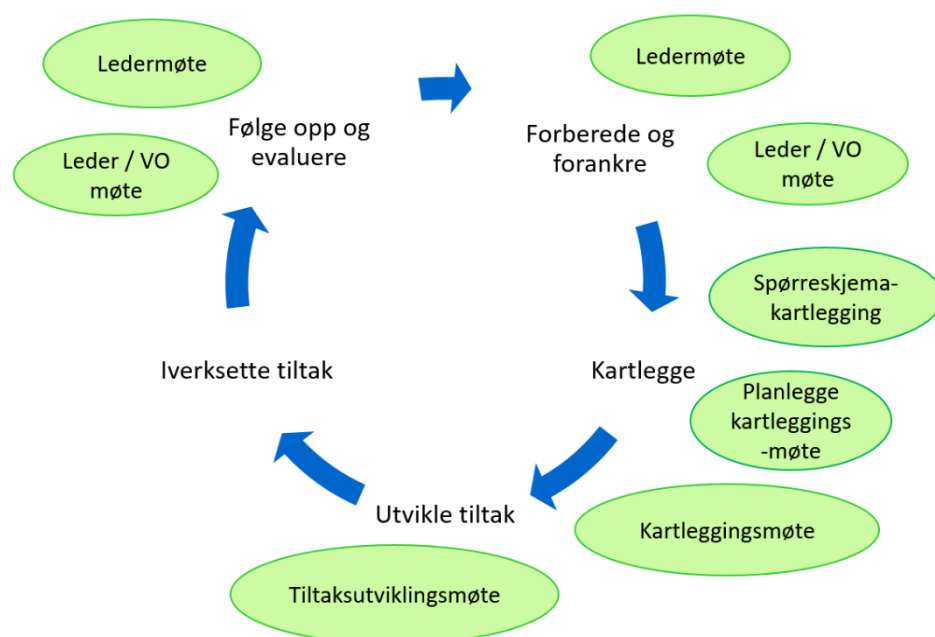 Ledermøte
Følge opp og
evaluere
Leder / VO
møte
Ledermøte
Forberede og
forankre
Leder / VO
møte
Spørreskjema-
kartlegging
Kartlegge
Planlegge
kartleggings
-møte
Kartleggingsmøte
Utvikle tiltak
Tiltaksutviklingsmøte
Iverksette tiltak